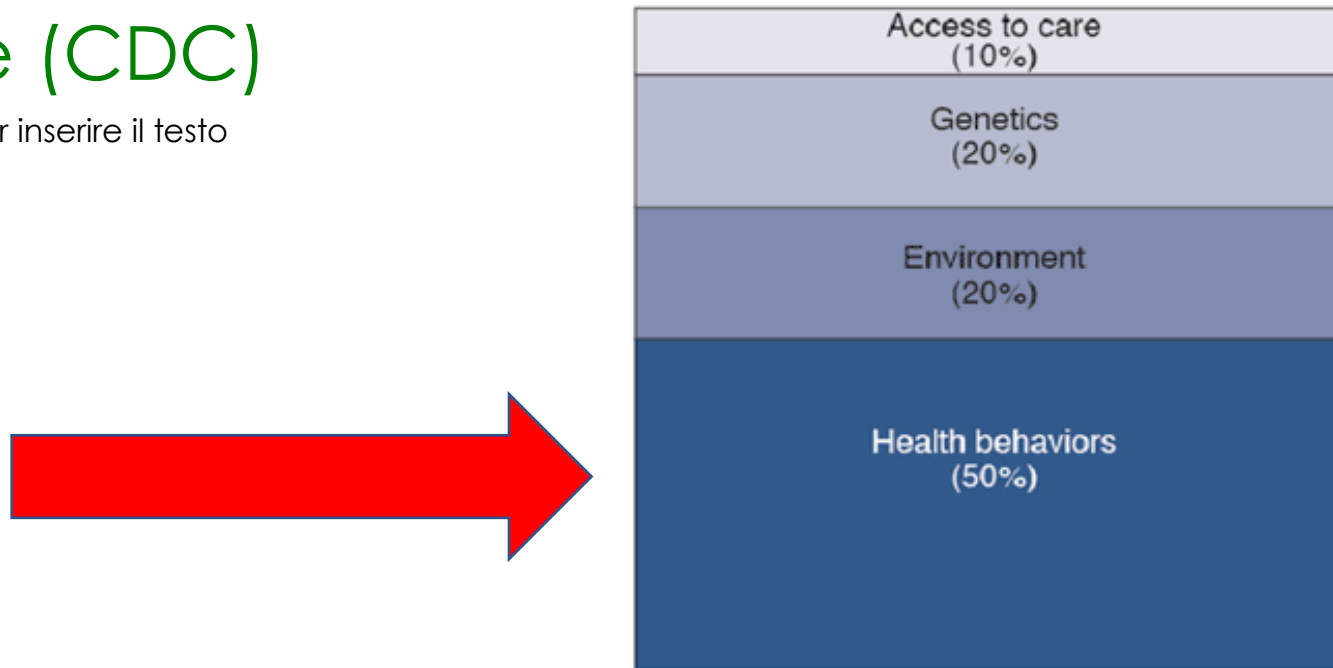 e (CDC)
r inserire il testo
Access to care
(10%)
Genetics
(20%)
Environment
(20%)
Health behaviors
(50%)